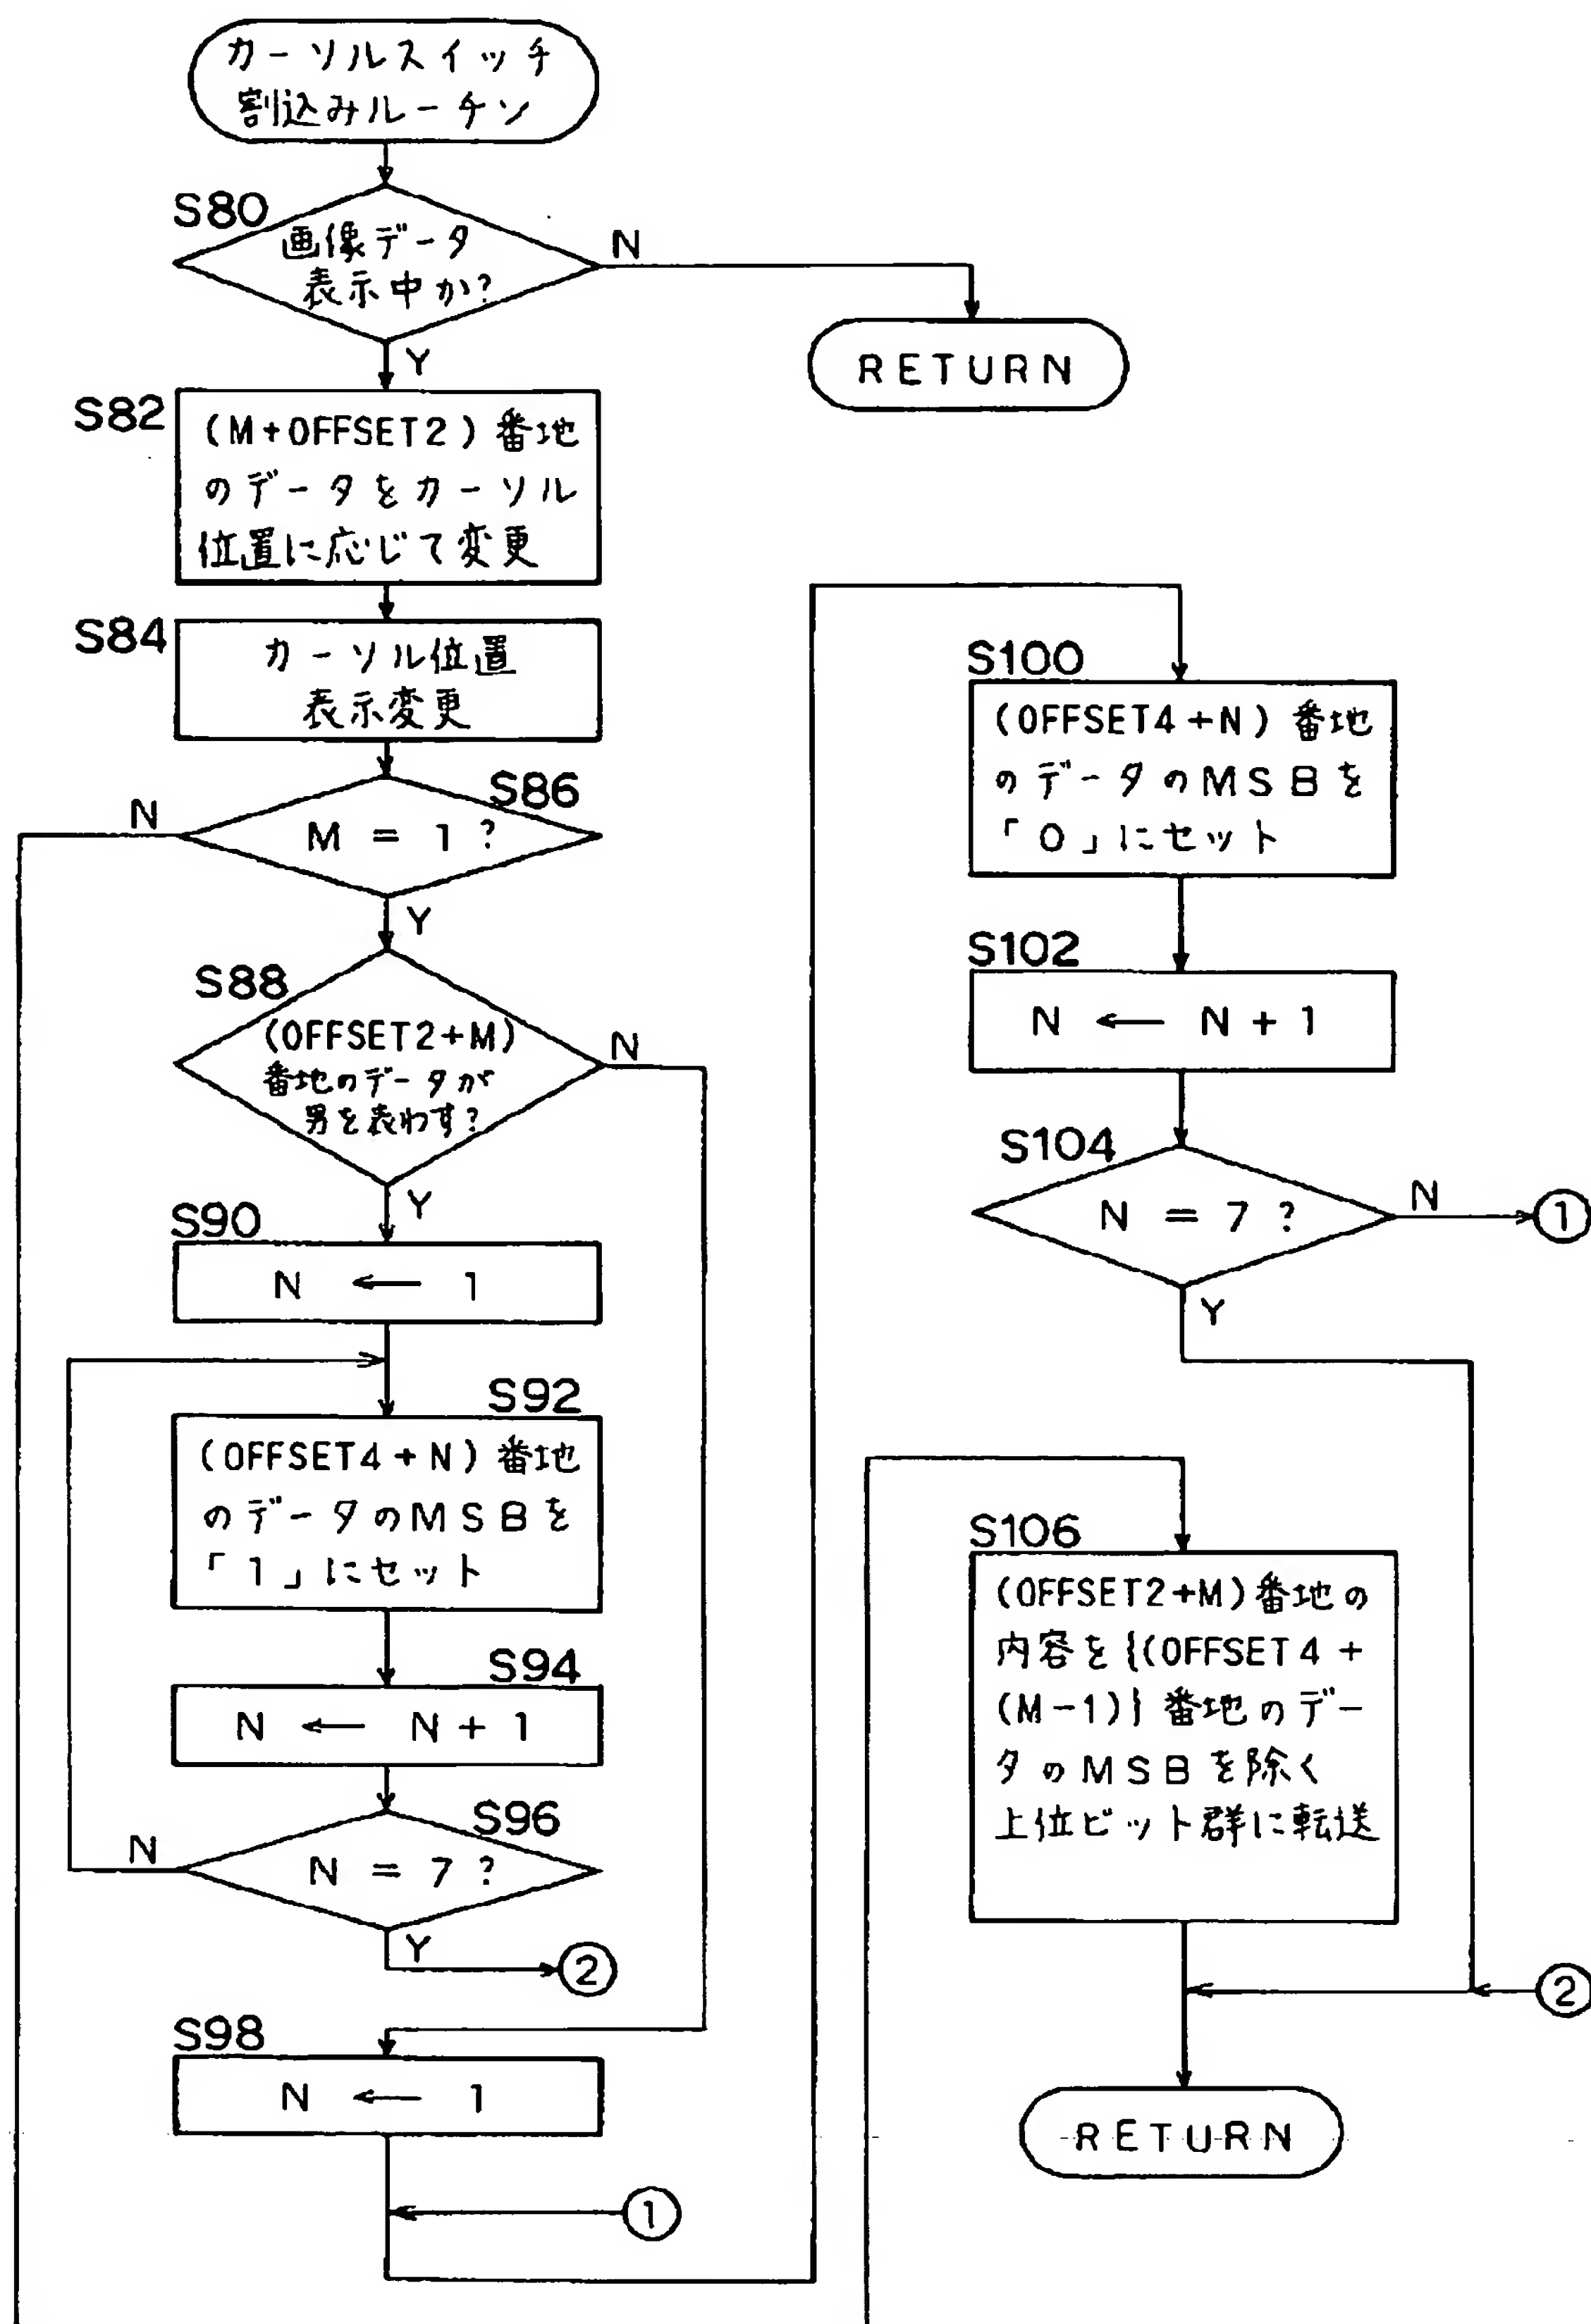 カーソルスイッチ
割込みルーチン
S80
画像データ
表示中か?
N
RETURN
Y
S82
(M+OFFSET2)番地
のデータをカーソル
位置に応じて変更
S84
カーソル位置
表示変更
S86
N
M = 1 ?
Y
S88
(OFFSET2+M)
番地のデータが
男を表わす?
N
Y
S90
N ← 1
S92
(OFFSET4+N)番地
のデータのMSBを
「1」にセット
S94
N ← N+1
S96
N
N = 7 ?
Y
②
S98
N ← 1
①
S100
(OFFSET4+N)番地
のデータのMSBを
「0」にセット
S102
N ← N+1
S104
N = 7 ?
N
①
Y
S106
(OFFSET2+M)番地の
内容を{(OFFSET4+
(M-1)}番地のデー
タのMSBを除く
上位ビット群に転送
②
RETURN